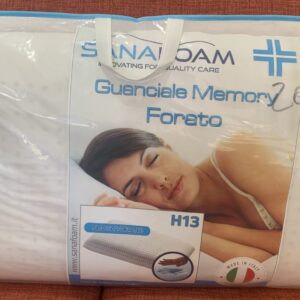 SANAFOAM
INNOVATING FOR QUALITY CARE
Guanciale Memory
Forato
H13
www.sanafoam.it
MADE IN ITALY